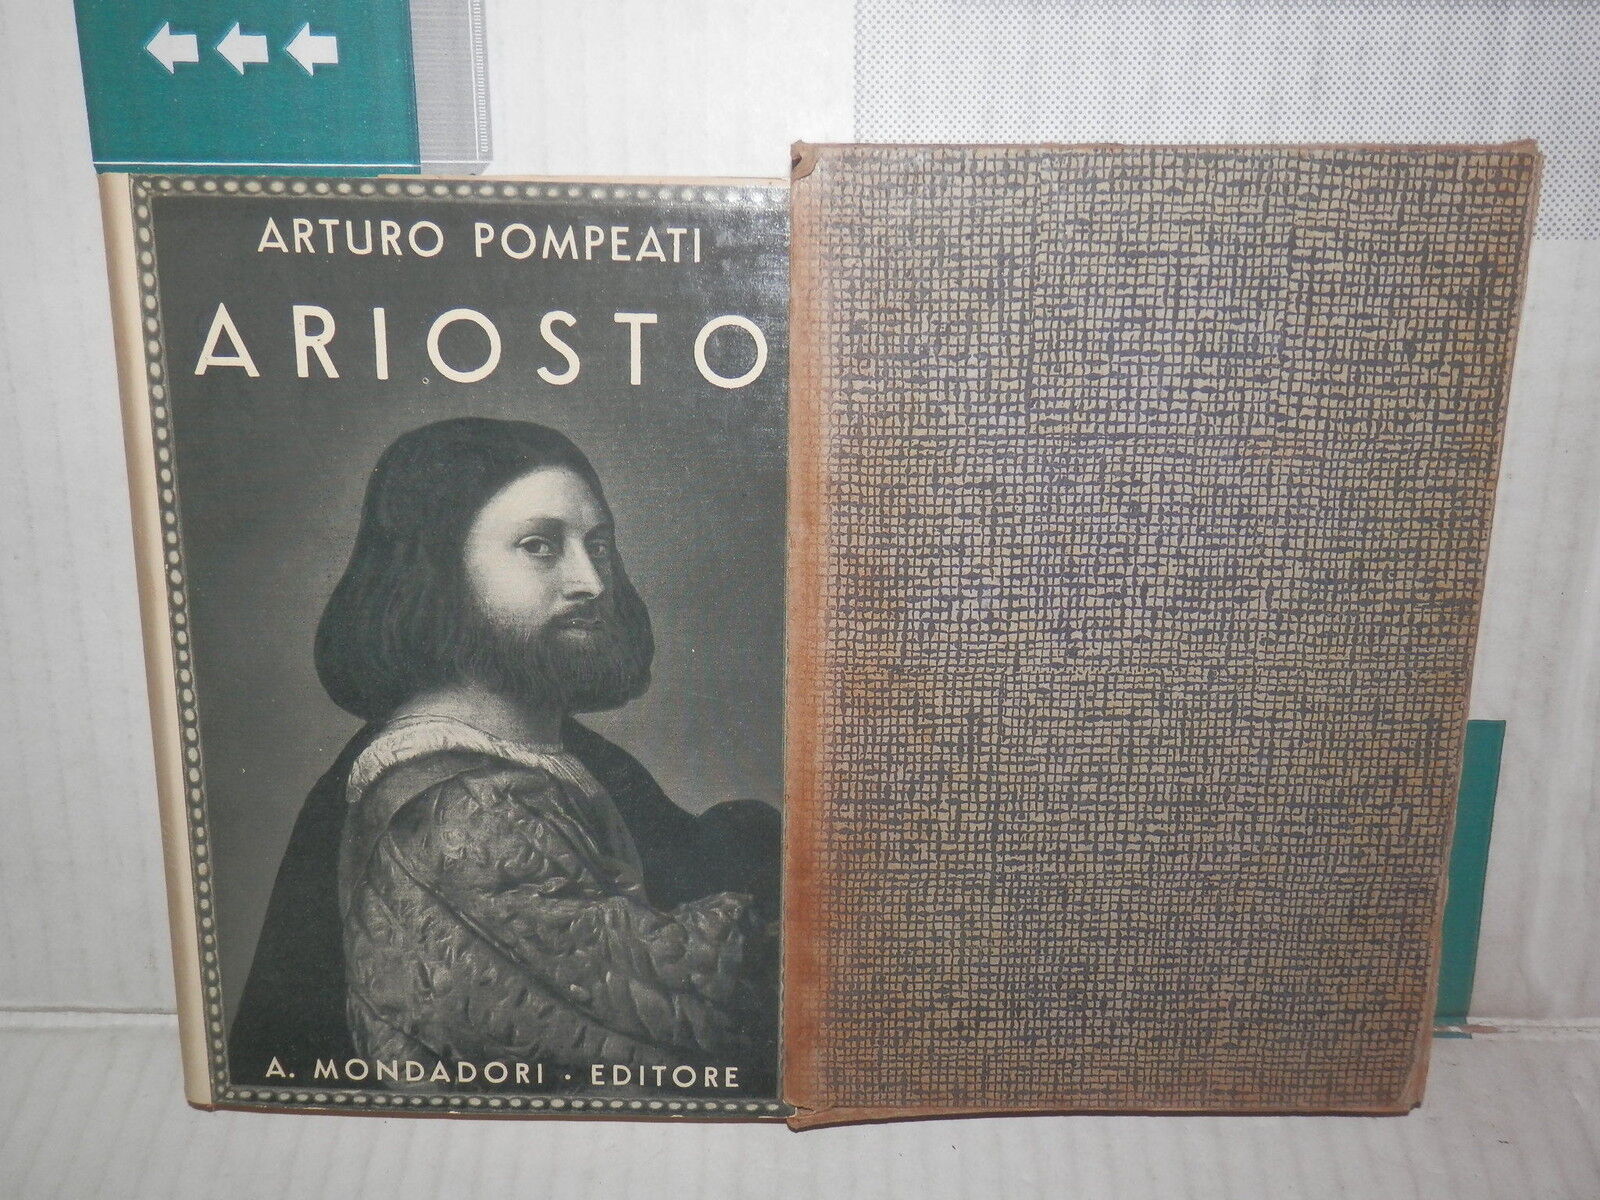 ARTURO POMPEATI
ARIOSTO
A. MONDADORI · EDITORE